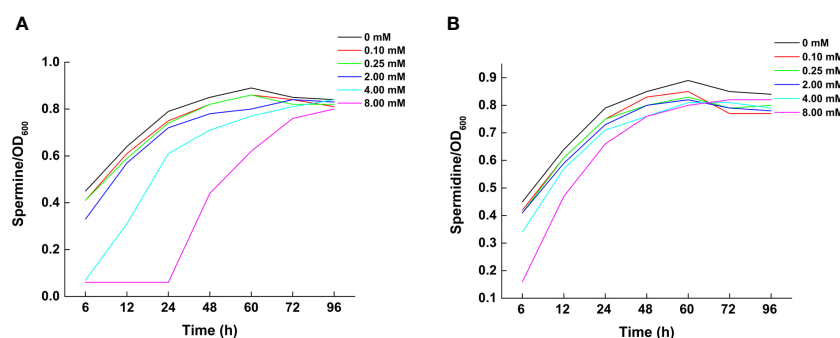 A
0 mM
0.10 mM
0.25 mM
2.00 mM
4.00 mM
8.00 mM
1.0
0.8
0.6
0.4
0.2
0.0
Spermine/OD600
6 12 24 48 60 72 96
Time (h)
B
0 mM
0.10 mM
0.25 mM
2.00 mM
4.00 mM
8.00 mM
0.9
0.8
0.7
0.6
0.5
0.4
0.3
0.2
0.1
Spermidine/OD600
6 12 24 48 60 72 96
Time (h)